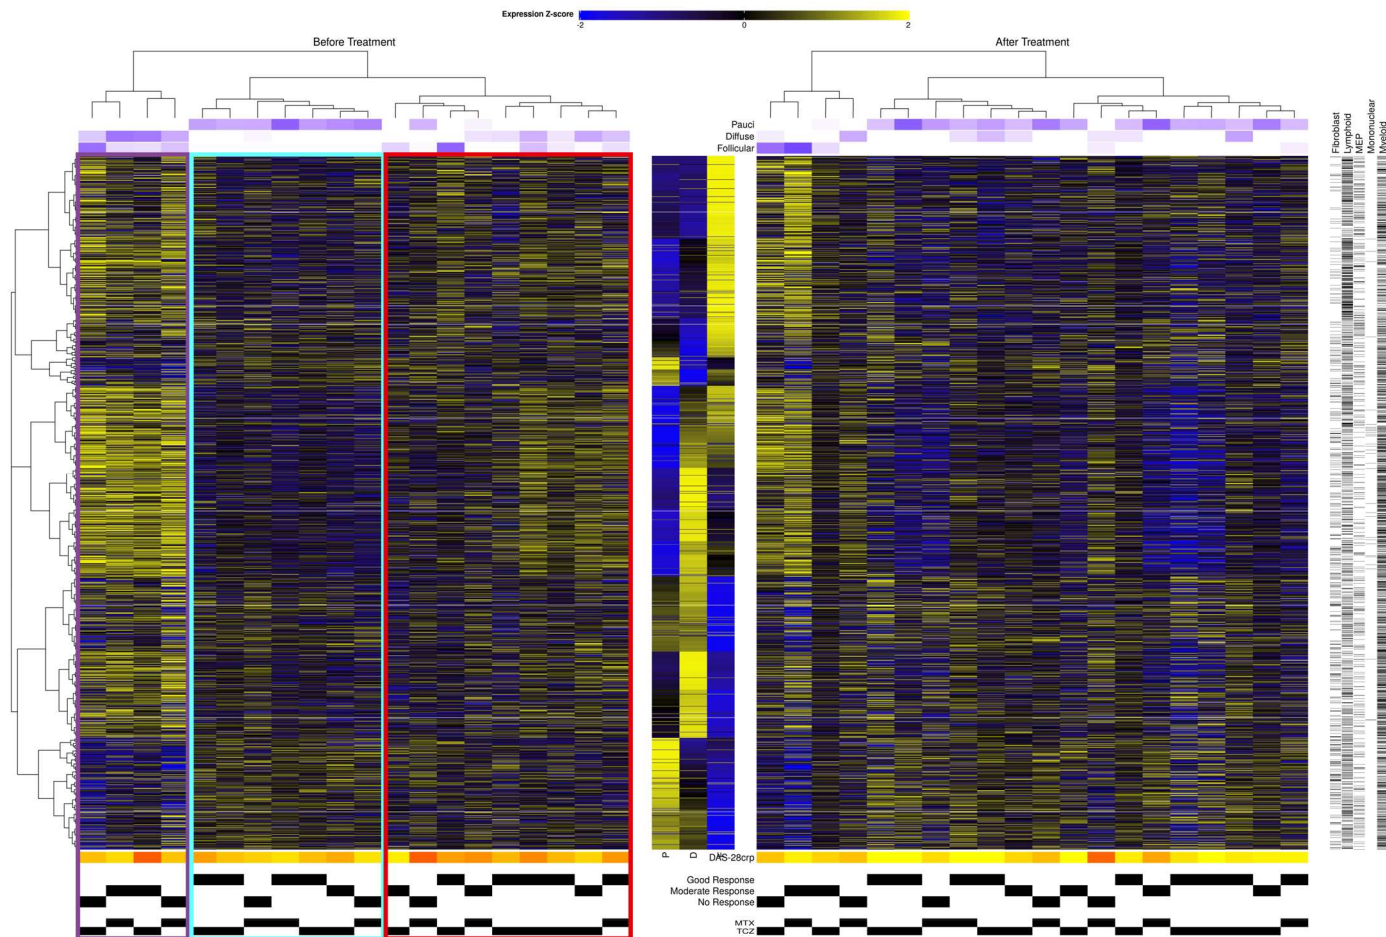 Expression Z-score
-2 0 2
Before Treatment
After Treatment
Pauci
Diffuse
Follicular
Fibroblast
Lymphoid
MEP
Mononuclear
Myeloid
P D
DAS-28crp
Good Response
Moderate Response
No Response
MTX
TCZ